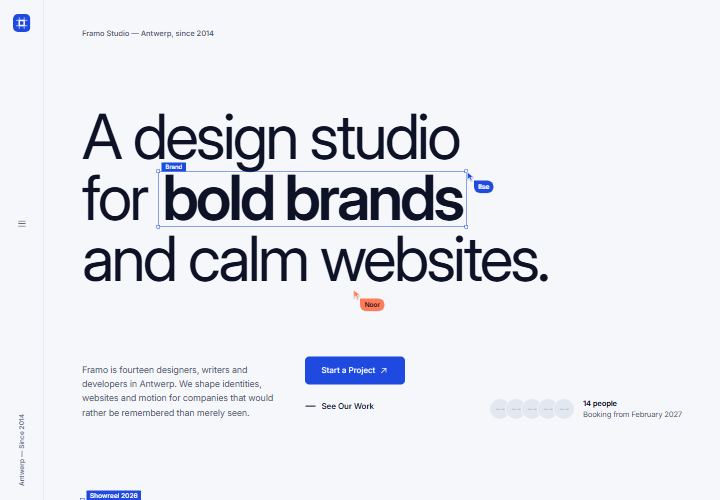 Framo Studio — Antwerp, since 2014
A design studio
Brand
for bold brands
Else
and calm websites.
Noor
Framo is fourteen designers, writers and
developers in Antwerp. We shape identities,
websites and motion for companies that would
rather be remembered than merely seen.
Start a Project
See Our Work
14 people
Booking from February 2027
Antwerp — Since 2014
Showreel 2026